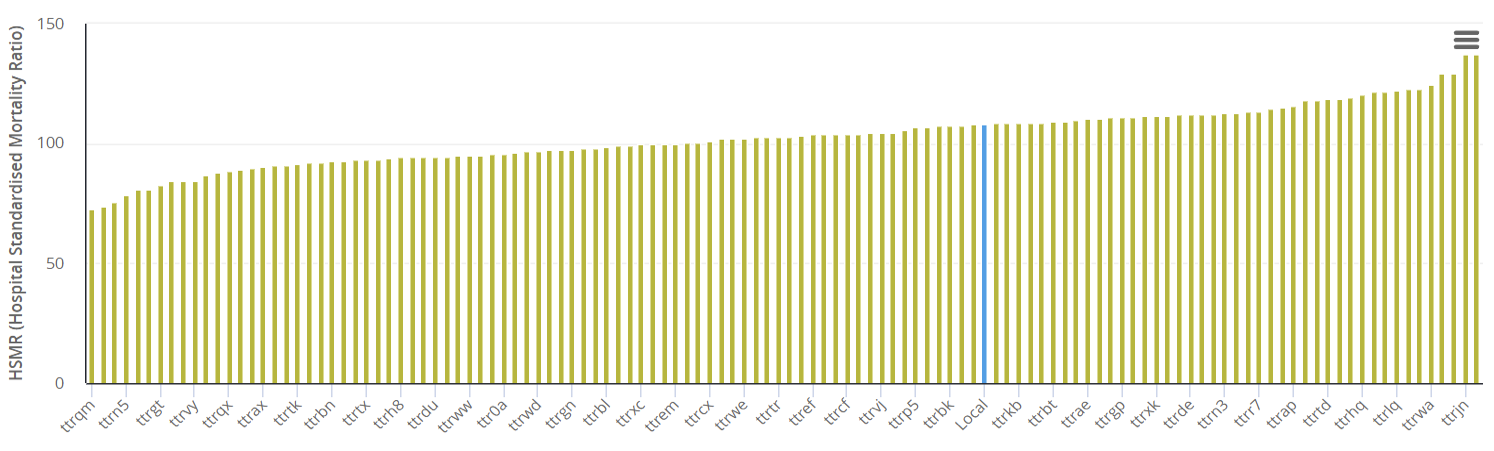 HSMR (Hospital Standardised Mortality Ratio)
150
100
50
0
ttrqm
ttrn5
ttrgt
ttrvy
ttrqx
ttrax
ttrtk
ttrbn
ttrtx
ttrh8
ttrdu
ttrww
ttr0a
ttrwd
ttrgn
ttrbl
ttrxc
ttrem
ttrcx
ttrwe
ttrtr
ttref
ttrcf
ttrvj
ttrp5
ttrbk
Local
ttrkb
ttrbt
ttrae
ttrgp
ttrxk
ttrde
ttrn3
ttrr7
ttrap
ttrtd
ttrhq
ttrlq
ttrwa
ttrjn